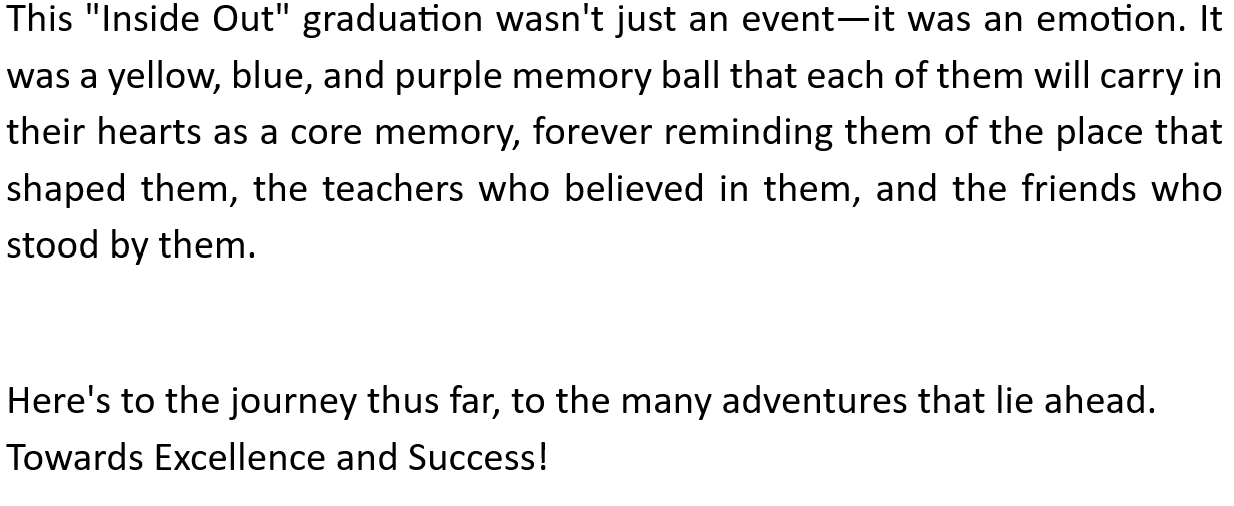 This "Inside Out" graduation wasn't just an event—it was an emotion. It
was a yellow, blue, and purple memory ball that each of them will carry in
their hearts as a core memory, forever reminding them of the place that
shaped them, the teachers who believed in them, and the friends who
stood by them.
Here's to the journey thus far, to the many adventures that lie ahead.
Towards Excellence and Success!